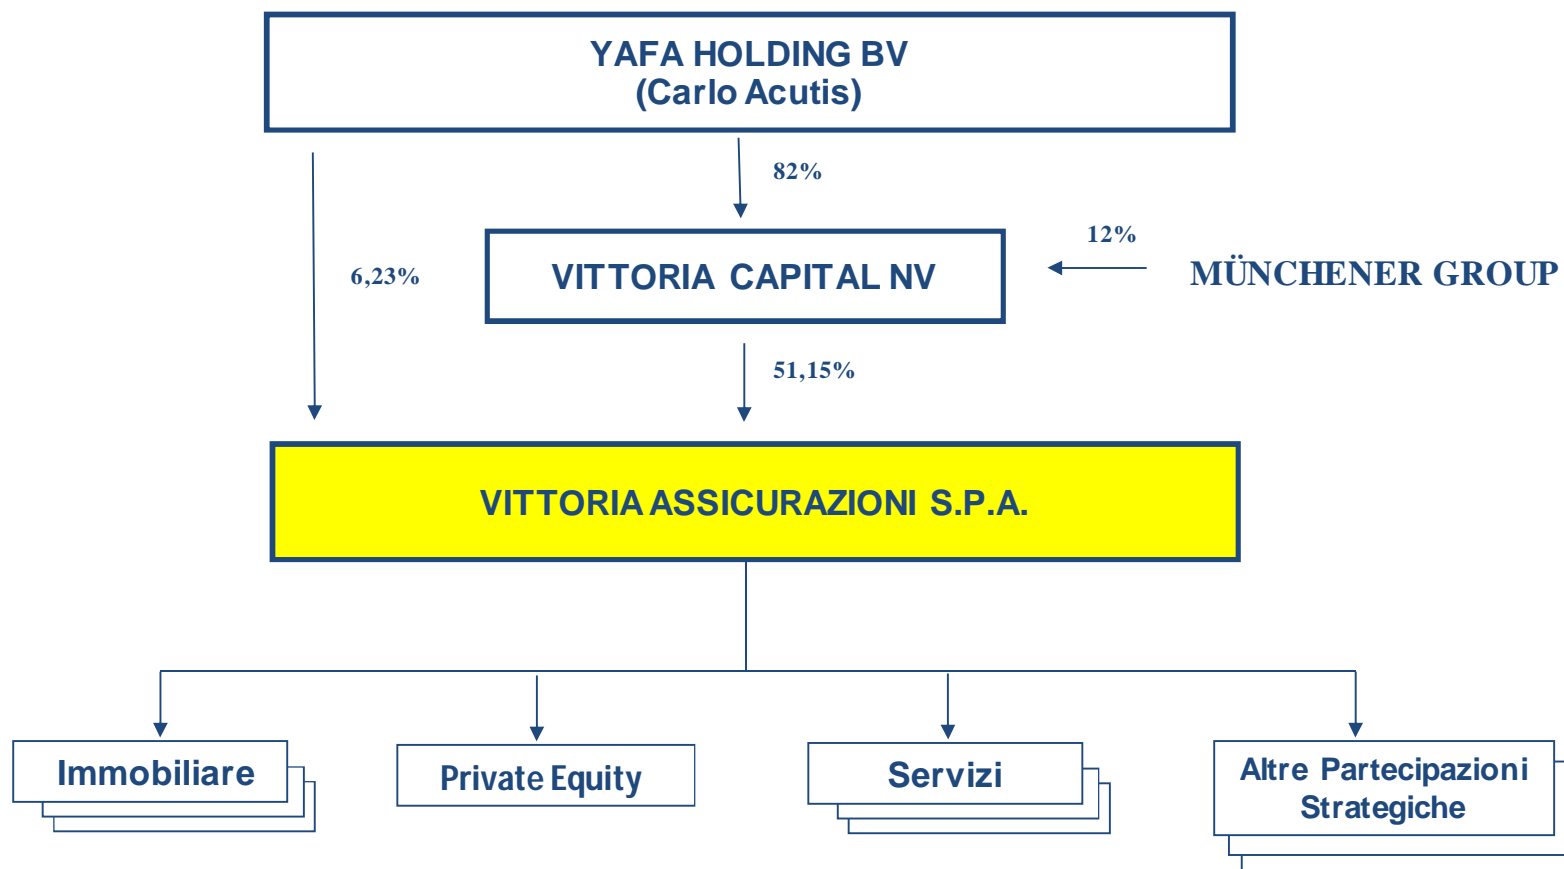 YAFA HOLDING BV
(Carlo Acutis)
82%
12%
6,23%
VITTORIA CAPITAL NV
MÜNCHENER GROUP
51,15%
VITTORIA ASSICURAZIONI S.P.A.
Immobiliare
Private Equity
Servizi
Altre Partecipazioni
Strategiche